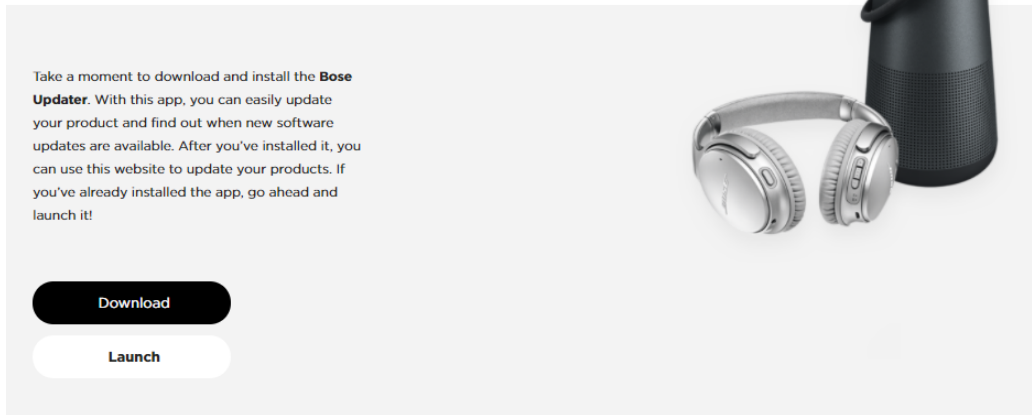 Take a moment to download and install the Bose
Updater. With this app, you can easily update
your product and find out when new software
updates are available. After you’ve installed it, you
can use this website to update your products. If
you’ve already installed the app, go ahead and
launch it!
Download
Launch